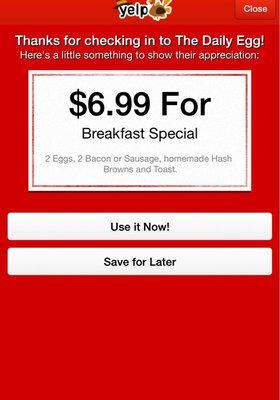 yelp
Close
Thanks for checking in to The Daily Egg!
Here's a little something to show their appreciation:
$6.99 For
Breakfast Special
2 Eggs, 2 Bacon or Sausage, homemade Hash
Browns and Toast.
Use it Now!
Save for Later